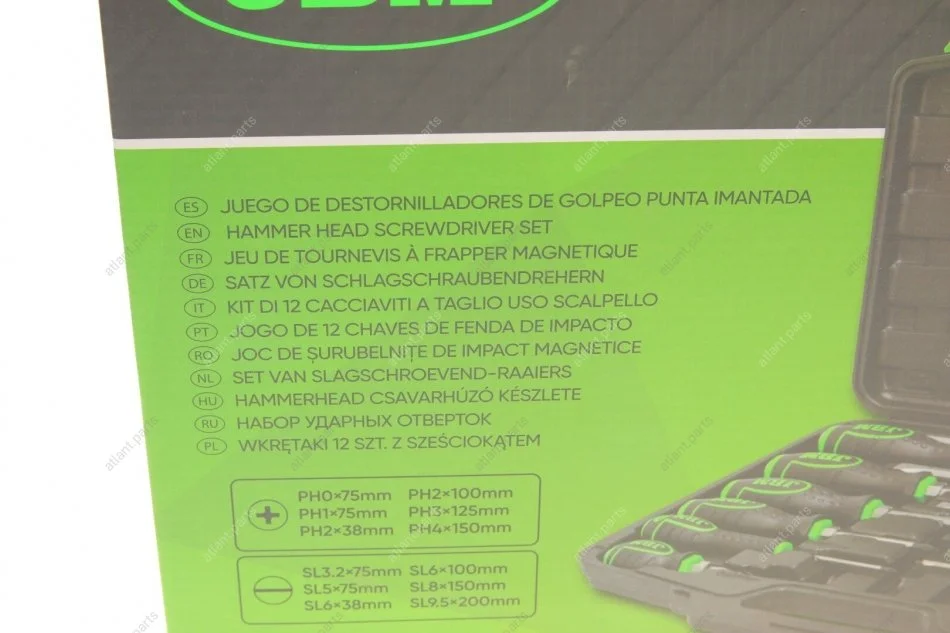 JBM
ES JUEGO DE DESTORNILLADORES DE GOLPEO PUNTA IMANTADA
EN HAMMER HEAD SCREWDRIVER SET
FR JEU DE TOURNEVIS À FRAPPER MAGNETIQUE
DE SATZ VON SCHLAGSCHRAUBENDREHERN
IT KIT DI 12 CACCIAVITI A TAGLIO USO SCALPELLO
PT JOGO DE 12 CHAVES DE FENDA DE IMPACTO
RO JOC DE ȘURUBELNIȚE DE IMPACT MAGNETICE
NL SET VAN SLAGSCHROEVEND-RAAIERS
HU HAMMERHEAD CSAVARHÚZÓ KÉSZLETE
RU НАБОР УДАРНЫХ ОТВЕРТОК
PL WKRĘTAKI 12 SZT. Z SZEŚCIOKĄTEM
PH0×75mm PH2×100mm
PH1×75mm PH3×125mm
PH2×38mm PH4×150mm
SL3.2×75mm SL6×100mm
SL5×75mm SL8×150mm
SL6×38mm SL9.5×200mm
atlant.parts